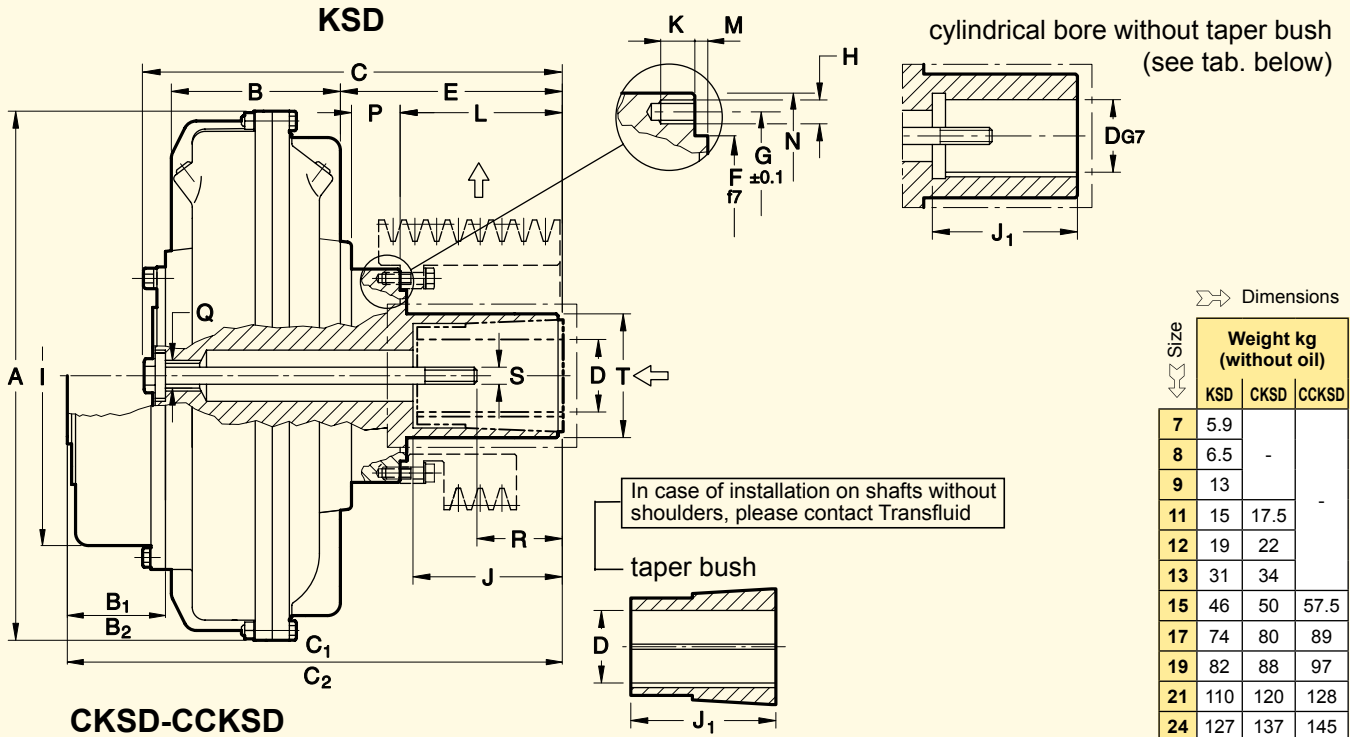 KSD
cylindrical bore without taper bush
(see tab. below)
K
M
H
C
B
E
P
L
G
±0.1
N
F
f7
DG7
J1
Q
A
I
S
D
T
R
J
B1
B2
C1
C2
In case of installation on shafts without
shoulders, please contact Transfluid
taper bush
D
J1
CKSD-CCKSD
Dimensions
Size
Weight kg
(without oil)
KSD CKSD CCKSD
7 5.9 - -
8 6.5
9 13
11 15 17.5
12 19 22
13 31 34
15 46 50 57.5
17 74 80 89
19 82 88 97
21 110 120 128
24 127 137 145